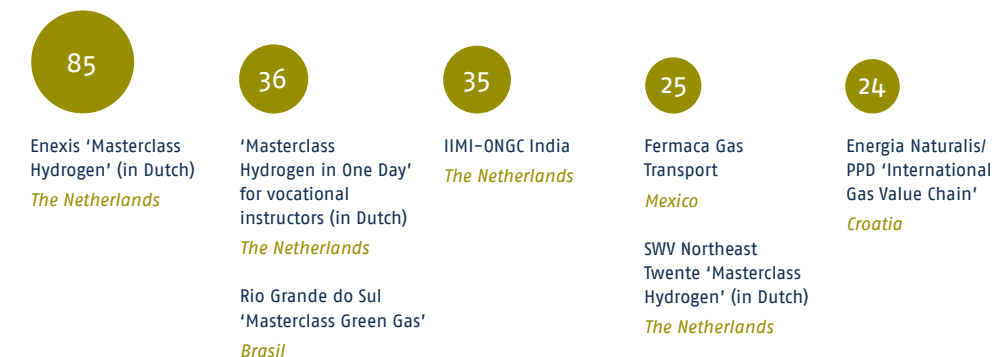 85
Enexis ‘Masterclass
Hydrogen’ (in Dutch)
The Netherlands
36
‘Masterclass
Hydrogen in One Day’
for vocational
instructors (in Dutch)
The Netherlands
Rio Grande do Sul
‘Masterclass Green Gas’
Brasil
35
IIMI-ONGC India
The Netherlands
25
Fermaca Gas
Transport
Mexico
SWV Northeast
Twente ‘Masterclass
Hydrogen’ (in Dutch)
The Netherlands
24
Energia Naturalis/
PPD ‘International
Gas Value Chain’
Croatia